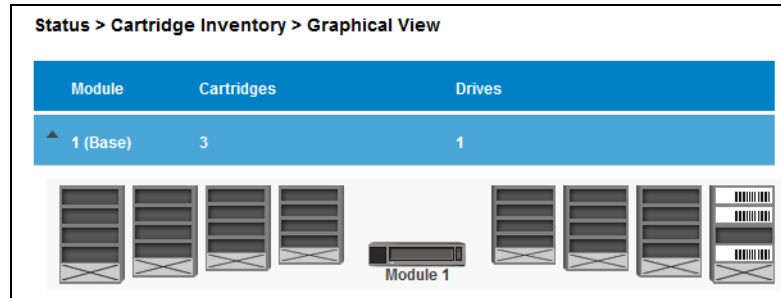 Status > Cartridge Inventory > Graphical View
Module Cartridges Drives
1 (Base) 3 1
Module 1